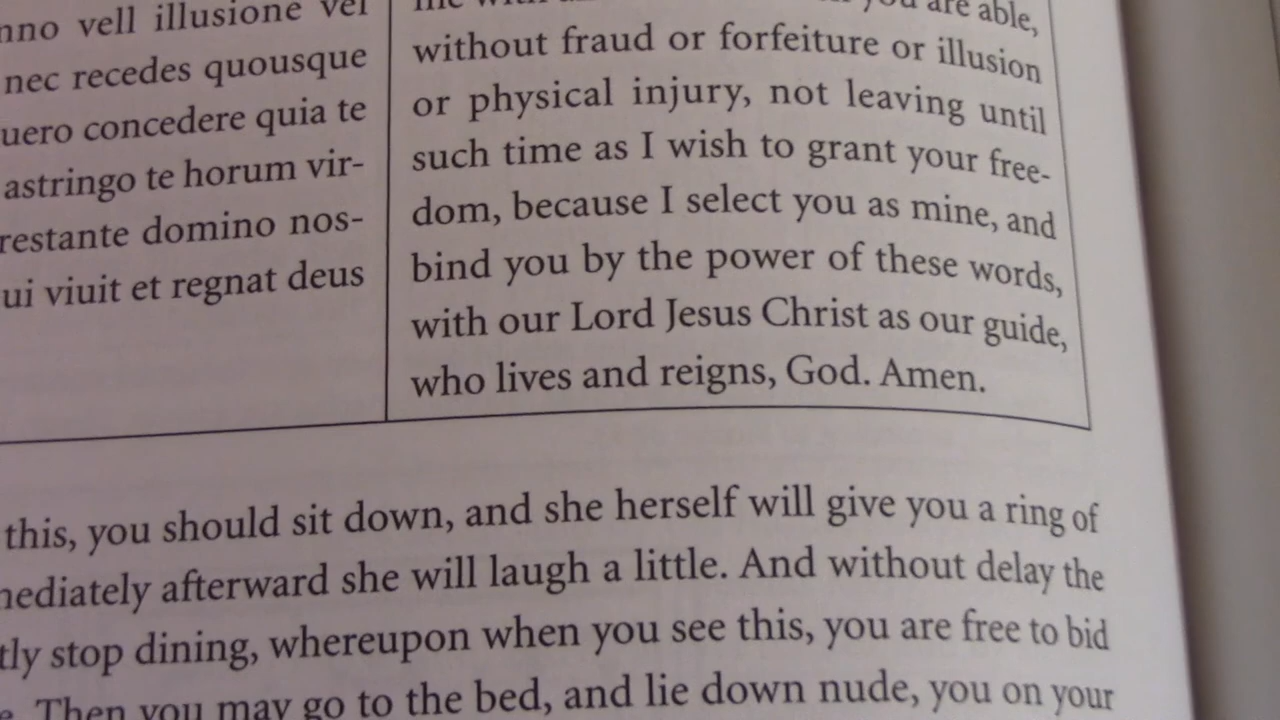 vell illusione vel
nec recedes quousque
concedere quia te
astringo te horum vir-
domino nos-
viuit et regnat deus
are able,
without fraud or forfeiture or illusion
or physical injury, not leaving until
such time as I wish to grant your free-
dom, because I select you as mine, and
bind you by the power of these words,
with our Lord Jesus Christ as our guide,
who lives and reigns, God. Amen.
this, you should sit down, and she herself will give you a ring of
afterward she will laugh a little. And without delay the
stop dining, whereupon when you see this, you are free to bid
Then you may go to the bed, and lie down nude, you on your